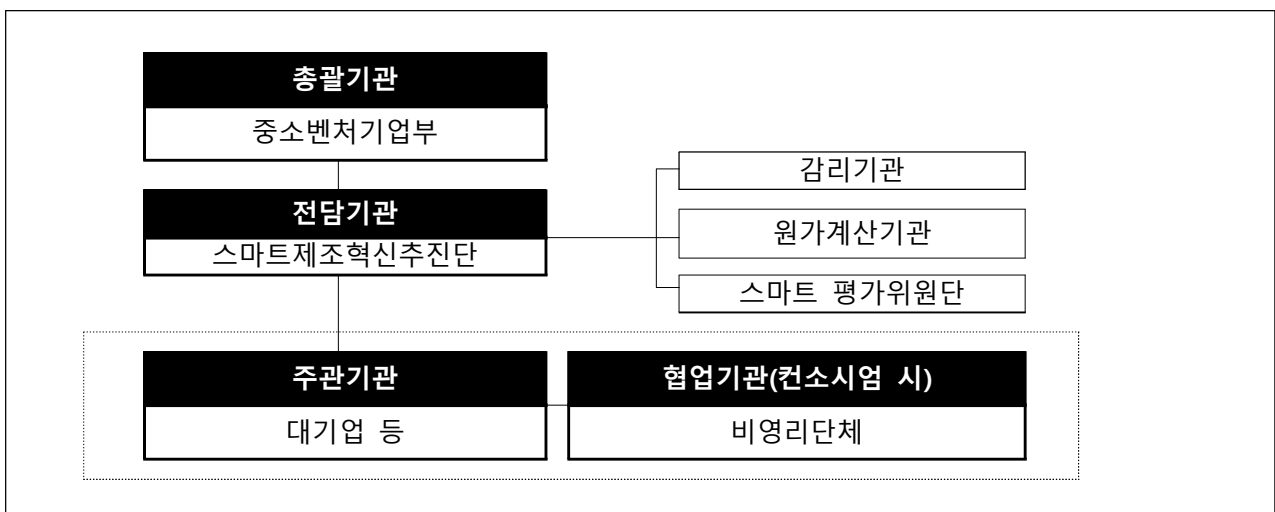 총괄기관
중소벤처기업부
전담기관
스마트제조혁신추진단
감리기관
원가계산기관
스마트 평가위원단
주관기관
대기업 등
협업기관(컨소시엄 시)
비영리단체